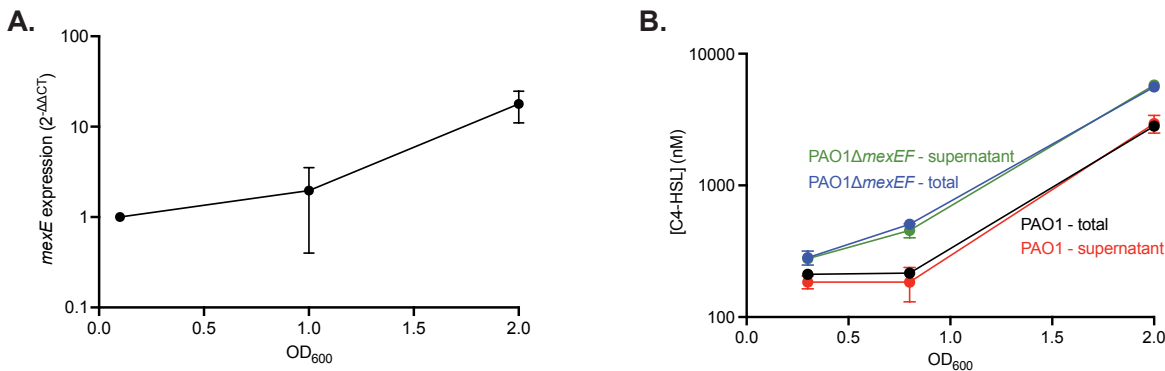 A.
mexE expression (2-ΔΔCT)
100
10
1
0.1
0.0 0.5 1.0 1.5 2.0
OD600
B.
[C4-HSL] (nM)
10000
1000
100
PAO1ΔmexEF - supernatant
PAO1ΔmexEF - total
PAO1 - total
PAO1 - supernatant
0.0 0.5 1.0 1.5 2.0
OD600